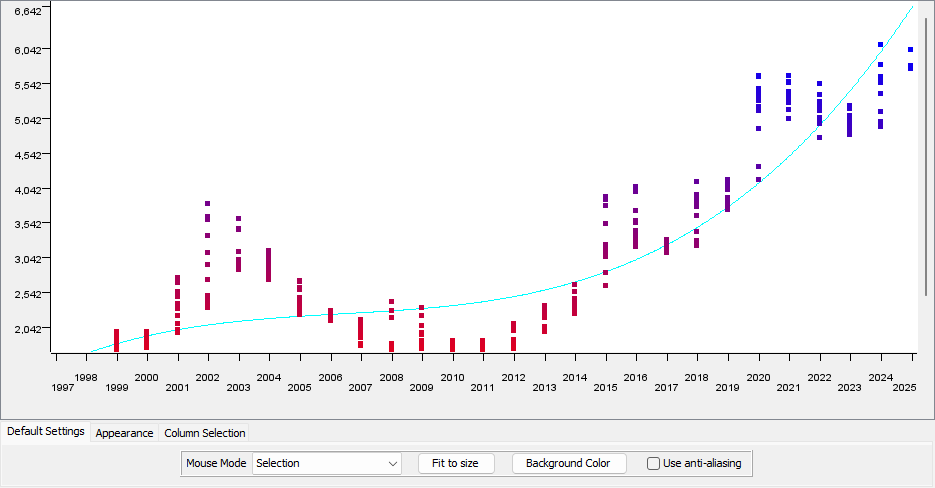 6,642
6,042
5,542
5,042
4,542
4,042
3,542
3,042
2,542
2,042
1998 2000 2002 2004 2006 2008 2010 2012 2014 2016 2018 2020 2022 2024
1997 1999 2001 2003 2005 2007 2009 2011 2013 2015 2017 2019 2021 2023 2025
Default Settings Appearance Column Selection
Mouse Mode Selection Fit to size Background Color Use anti-aliasing